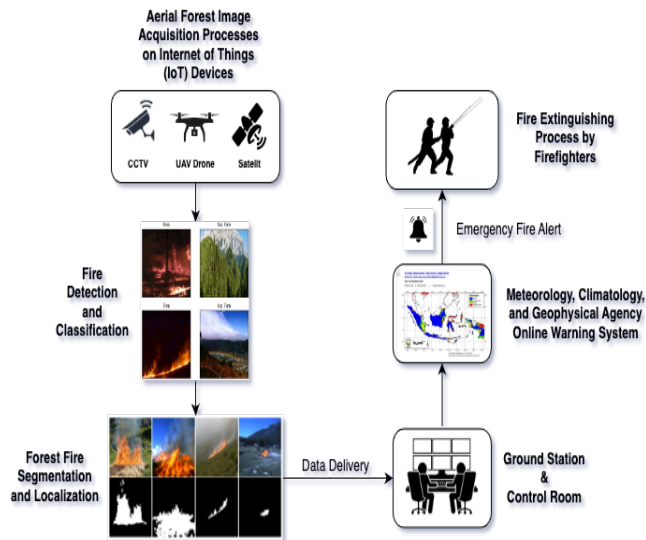 Aerial Forest Image
Acquisition Processes
on Internet of Things
(IoT) Devices
CCTV
UAV Drone
Satelit
Fire
Detection
and
Classification
Fire
No Fire
Fire
No Fire
Forest Fire
Segmentation
and Localization
Data Delivery
Ground Station
&
Control Room
Meteorology, Climatology,
and Geophysical Agency
Online Warning System
Emergency Fire Alert
Fire Extinguishing
Process by
Firefighters